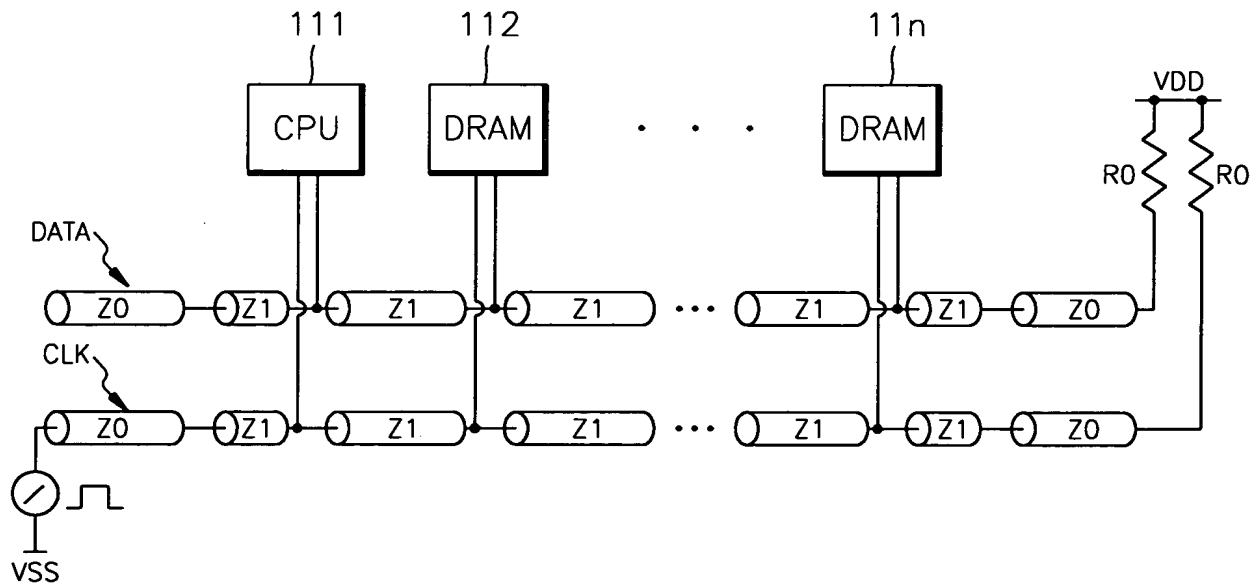 111 112 11n
VDD
CPU DRAM . . . DRAM
R0 R0
DATA
Z0 Z1 Z1 Z1 ... Z1 Z1 Z0
CLK
Z0 Z1 Z1 Z1 ... Z1 Z1 Z0
VSS